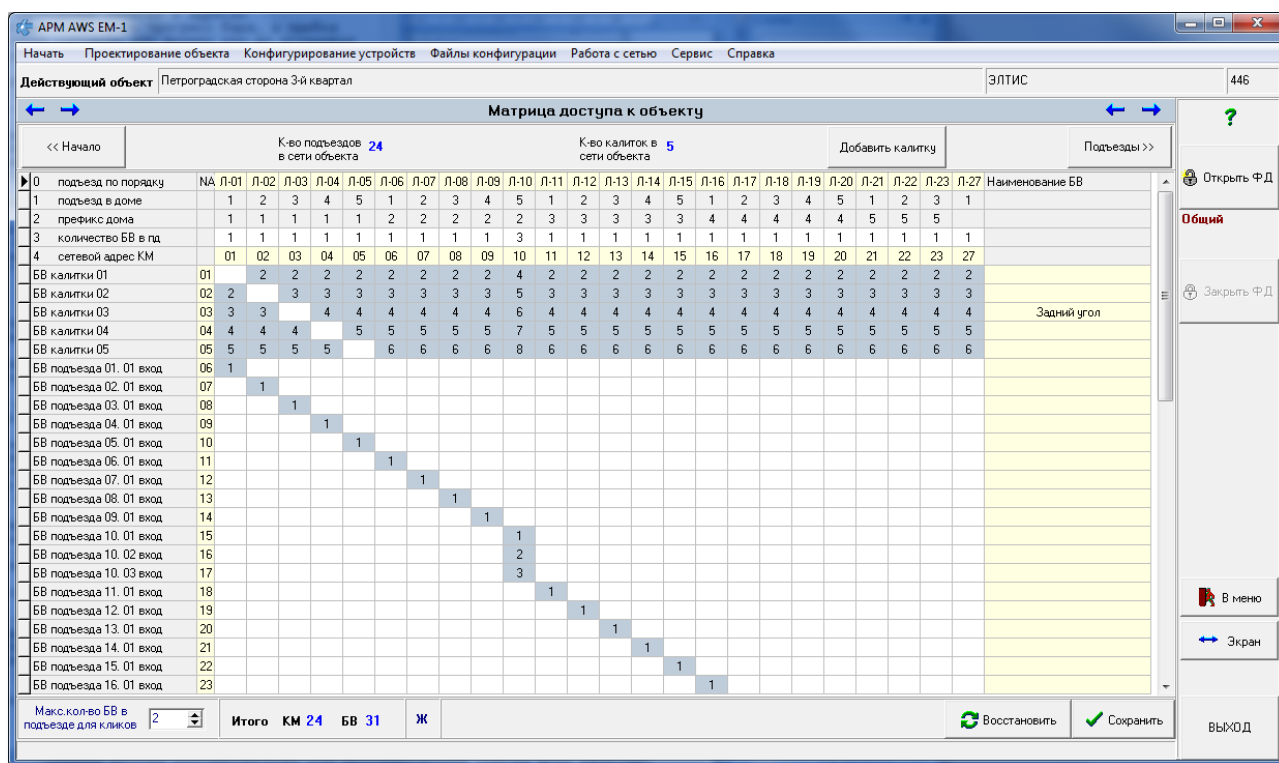 АРМ AWS EM-1
Начать Проектирование объекта Конфигурирование устройств Файлы конфигурации Работа с сетью Сервис Справка
Действующий объект Петроградская сторона 3-й квартал ЭЛТИС 446
Матрица доступа к объекту ?
<< Начало К-во подъездов в сети объекта 24 К-во калиток в сети объекта 5 Добавить калитку Подъезды >>
0 подъезд по порядку NA Л-01 Л-02 Л-03 Л-04 Л-05 Л-06 Л-07 Л-08 Л-09 Л-10 Л-11 Л-12 Л-13 Л-14 Л-15 Л-16 Л-17 Л-18 Л-19 Л-20 Л-21 Л-22 Л-23 Л-27 Наименование БВ Открыть ФД
1 подъезд в доме 1 2 3 4 5 1 2 3 4 5 1 2 3 4 5 1 2 3 4 5 1 2 3 1
2 префикс дома 1 1 1 1 1 2 2 2 2 2 3 3 3 3 3 4 4 4 4 4 5 5 5 Общий
3 количество БВ в пд 1 1 1 1 1 1 1 1 1 3 1 1 1 1 1 1 1 1 1 1 1 1 1 1
4 сетевой адрес КМ 01 02 03 04 05 06 07 08 09 10 11 12 13 14 15 16 17 18 19 20 21 22 23 27
БВ калитки 01 01 2 2 2 2 2 2 2 2 4 2 2 2 2 2 2 2 2 2 2 2 2 2 2
БВ калитки 02 02 2 3 3 3 3 3 3 3 5 3 3 3 3 3 3 3 3 3 3 3 3 3 3 Закрыть ФД
БВ калитки 03 03 3 3 4 4 4 4 4 4 6 4 4 4 4 4 4 4 4 4 4 4 4 4 4 Задний угол
БВ калитки 04 04 4 4 4 5 5 5 5 5 7 5 5 5 5 5 5 5 5 5 5 5 5 5 5
БВ калитки 05 05 5 5 5 5 6 6 6 6 8 6 6 6 6 6 6 6 6 6 6 6 6 6 6
БВ подъезда 01. 01 вход 06 1
БВ подъезда 02. 01 вход 07 1
БВ подъезда 03. 01 вход 08 1
БВ подъезда 04. 01 вход 09 1
БВ подъезда 05. 01 вход 10 1
БВ подъезда 06. 01 вход 11 1
БВ подъезда 07. 01 вход 12 1
БВ подъезда 08. 01 вход 13 1
БВ подъезда 09. 01 вход 14 1
БВ подъезда 10. 01 вход 15 1
БВ подъезда 10. 02 вход 16 2
БВ подъезда 10. 03 вход 17 3
БВ подъезда 11. 01 вход 18 1
БВ подъезда 12. 01 вход 19 1 В меню
БВ подъезда 13. 01 вход 20 1
БВ подъезда 14. 01 вход 21 1 Экран
БВ подъезда 15. 01 вход 22 1
БВ подъезда 16. 01 вход 23 1
Макс.кол-во БВ в
подъезде для кликов 2 Итого КМ 24 БВ 31 Ж Восстановить Сохранить ВЫХОД